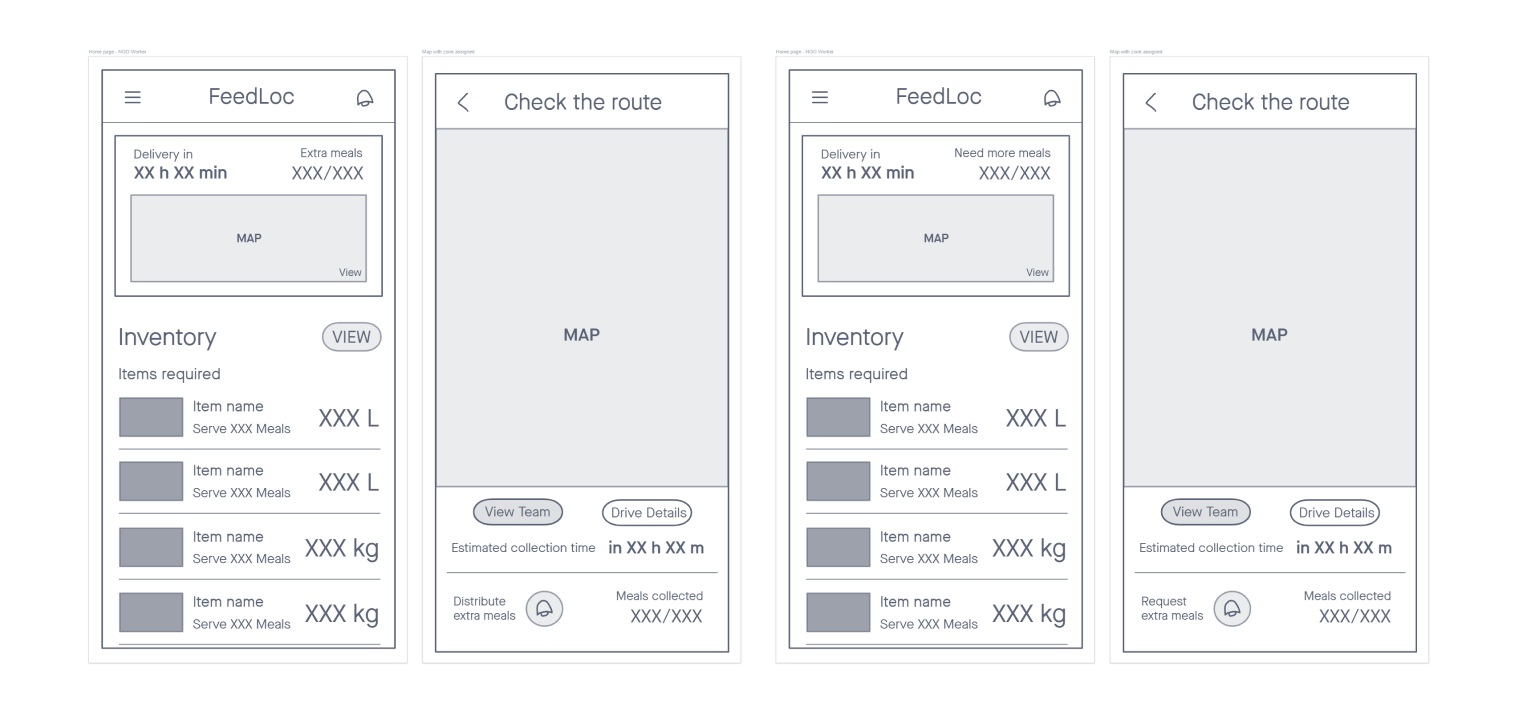 Home page - NGO Worker
FeedLoc
Delivery in
XX h XX min
Extra meals
XXX/XXX
MAP
View
Inventory
VIEW
Items required
Item name
Serve XXX Meals
XXX L
Item name
Serve XXX Meals
XXX L
Item name
Serve XXX Meals
XXX kg
Item name
Serve XXX Meals
XXX kg
Map with zone assigned
Check the route
MAP
View Team
Drive Details
Estimated collection time
in XX h XX m
Distribute
extra meals
Meals collected
XXX/XXX
Home page - NGO Worker
FeedLoc
Delivery in
XX h XX min
Need more meals
XXX/XXX
MAP
View
Inventory
VIEW
Items required
Item name
Serve XXX Meals
XXX L
Item name
Serve XXX Meals
XXX L
Item name
Serve XXX Meals
XXX kg
Item name
Serve XXX Meals
XXX kg
Map with zone assigned
Check the route
MAP
View Team
Drive Details
Estimated collection time
in XX h XX m
Request
extra meals
Meals collected
XXX/XXX